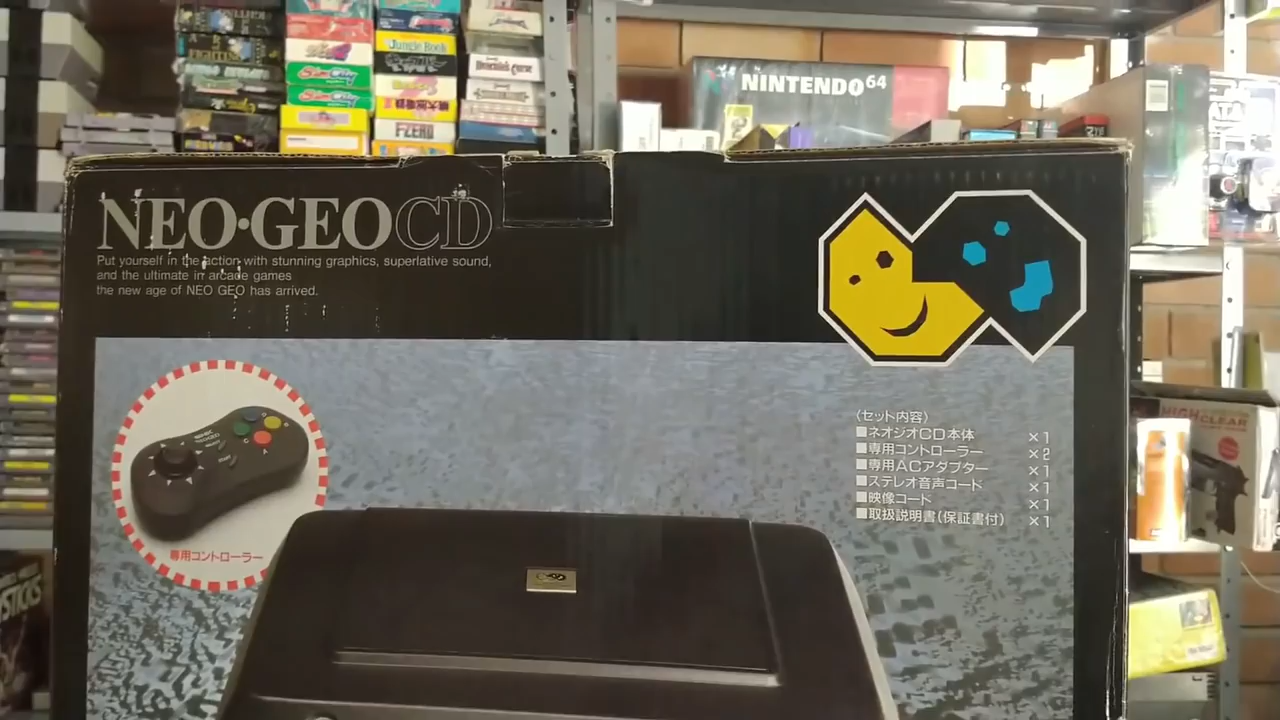 Jungle Book
SimCity
SimCity
F-ZERO
Dracula's Curse
NINTENDO 64
NEO•GEO CD
Put yourself in the action with stunning graphics, superlative sound,
and the ultimate in arcade games
the new age of NEO GEO has arrived.
専用コントローラー
〈セット内容〉
■ネオジオCD本体 ×1
■専用コントローラー ×2
■専用ACアダプター ×1
■ステレオ音声コード ×1
■映像コード ×1
■取扱説明書(保証書付) ×1
HIGH CLEAR